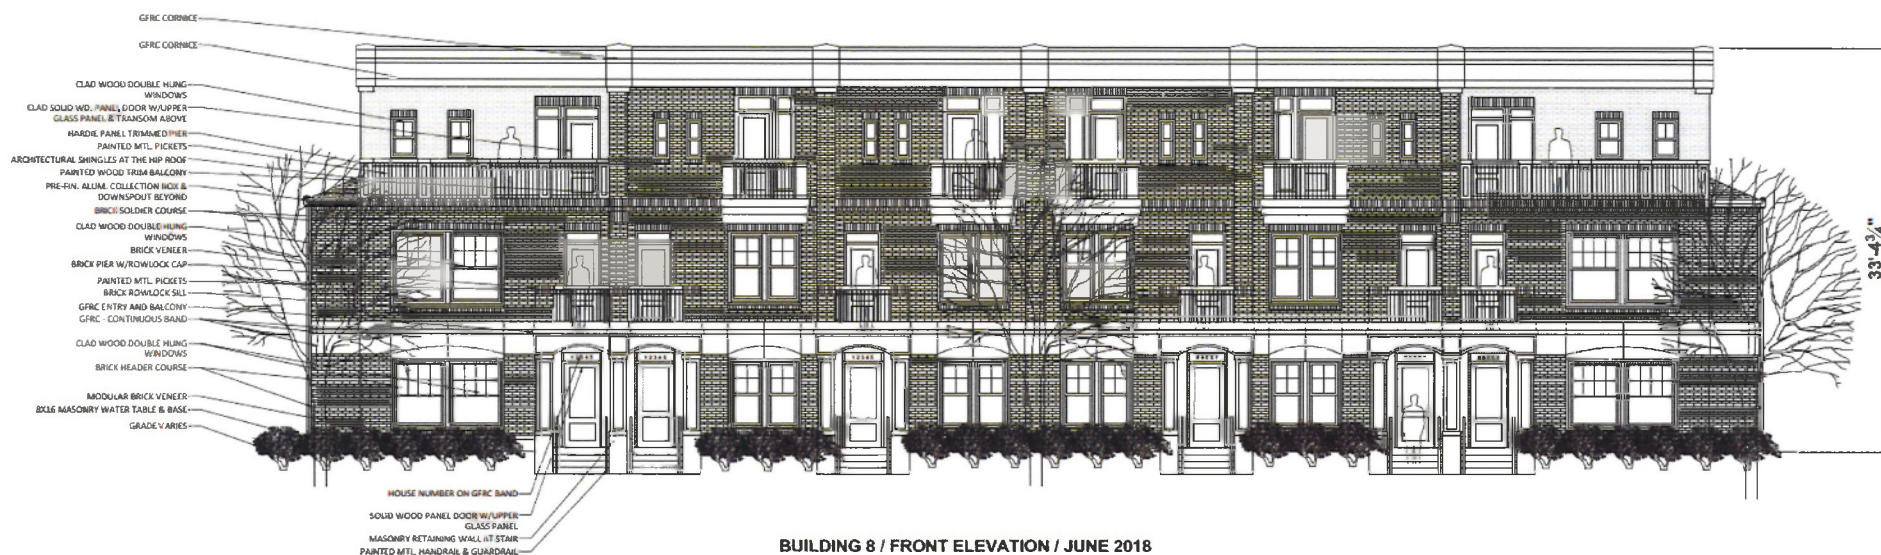 GFRC CORNICE
GFRC CORNICE
CLAD WOOD DOUBLE HUNG
WINDOWS
CLAD SOLID WD. PANEL DOOR W/UPPER
GLASS PANEL & TRANSOM ABOVE
HARDIE PANEL TRIMMED PIER
PAINTED MTL. PICKETS
ARCHITECTURAL SHINGLES AT THE HIP ROOF
PAINTED WOOD TRIM BALCONY
PRE-FIN. ALUM. COLLECTION BOX &
DOWNSPOUT BEYOND
BRICK SOLDIER COURSE
CLAD WOOD DOUBLE HUNG
WINDOWS
BRICK VENEER
BRICK PIER W/ROWLOCK CAP
PAINTED MTL. PICKETS
BRICK ROWLOCK SILL
GFRC ENTRY AND BALCONY
GFRC - CONTINUOUS BAND
CLAD WOOD DOUBLE HUNG
WINDOWS
BRICK HEADER COURSE
MODULAR BRICK VENEER
8X16 MASONRY WATER TABLE & BASE
GRADE VARIES
33'-4¾"
12345
12345
HOUSE NUMBER ON GFRC BAND
SOLID WOOD PANEL DOOR W/UPPER
GLASS PANEL
MASONRY RETAINING WALL AT STAIR
PAINTED MTL. HANDRAIL & GUARDRAIL
BUILDING 8 / FRONT ELEVATION / JUNE 2018